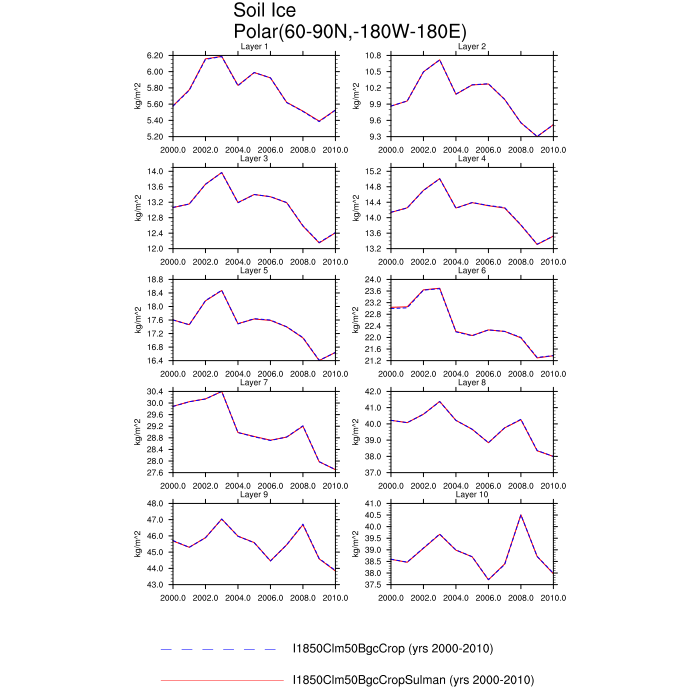 Soil Ice
Polar(60-90N,-180W-180E)
Layer 1
6.20
6.00
5.80
5.60
5.40
5.20
kg/m^2
2000.0 2002.0 2004.0 2006.0 2008.0 2010.0
Layer 2
10.8
10.5
10.2
9.9
9.6
9.3
kg/m^2
2000.0 2002.0 2004.0 2006.0 2008.0 2010.0
Layer 3
14.0
13.6
13.2
12.8
12.4
12.0
kg/m^2
2000.0 2002.0 2004.0 2006.0 2008.0 2010.0
Layer 4
15.2
14.8
14.4
14.0
13.6
13.2
kg/m^2
2000.0 2002.0 2004.0 2006.0 2008.0 2010.0
Layer 5
18.8
18.4
18.0
17.6
17.2
16.8
16.4
kg/m^2
2000.0 2002.0 2004.0 2006.0 2008.0 2010.0
Layer 6
24.0
23.6
23.2
22.8
22.4
22.0
21.6
21.2
kg/m^2
2000.0 2002.0 2004.0 2006.0 2008.0 2010.0
Layer 7
30.4
30.0
29.6
29.2
28.8
28.4
28.0
27.6
kg/m^2
2000.0 2002.0 2004.0 2006.0 2008.0 2010.0
Layer 8
42.0
41.0
40.0
39.0
38.0
37.0
kg/m^2
2000.0 2002.0 2004.0 2006.0 2008.0 2010.0
Layer 9
48.0
47.0
46.0
45.0
44.0
43.0
kg/m^2
2000.0 2002.0 2004.0 2006.0 2008.0 2010.0
Layer 10
41.0
40.5
40.0
39.5
39.0
38.5
38.0
37.5
kg/m^2
2000.0 2002.0 2004.0 2006.0 2008.0 2010.0
I1850Clm50BgcCrop (yrs 2000-2010)
I1850Clm50BgcCropSulman (yrs 2000-2010)